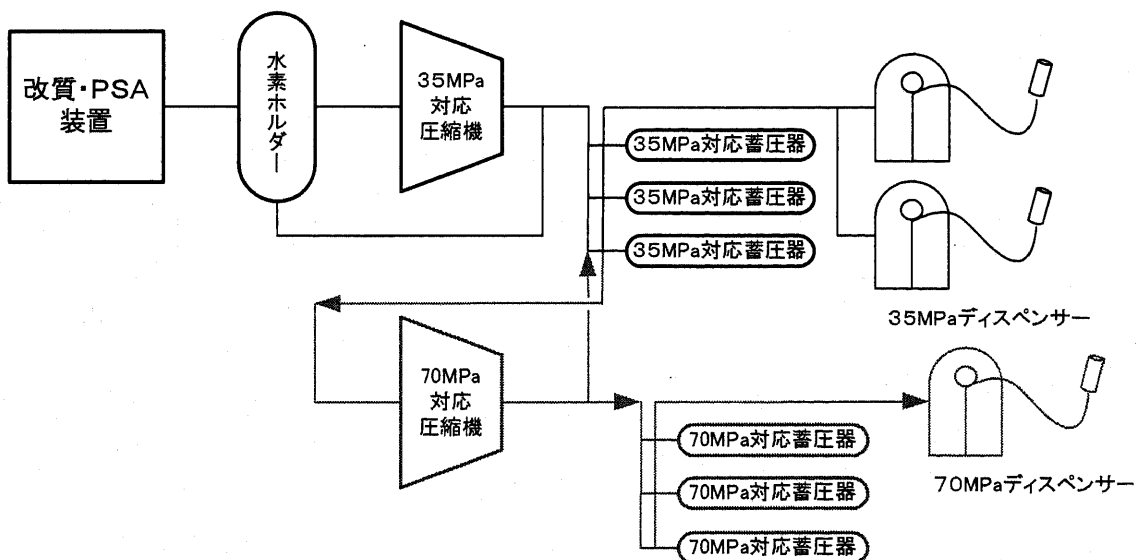 改質・PSA
装置
水素ホルダー
35MPa
対応
圧縮機
35MPa対応蓄圧器
35MPa対応蓄圧器
35MPa対応蓄圧器
35MPaディスペンサー
70MPa
対応
圧縮機
70MPa対応蓄圧器
70MPa対応蓄圧器
70MPa対応蓄圧器
70MPaディスペンサー